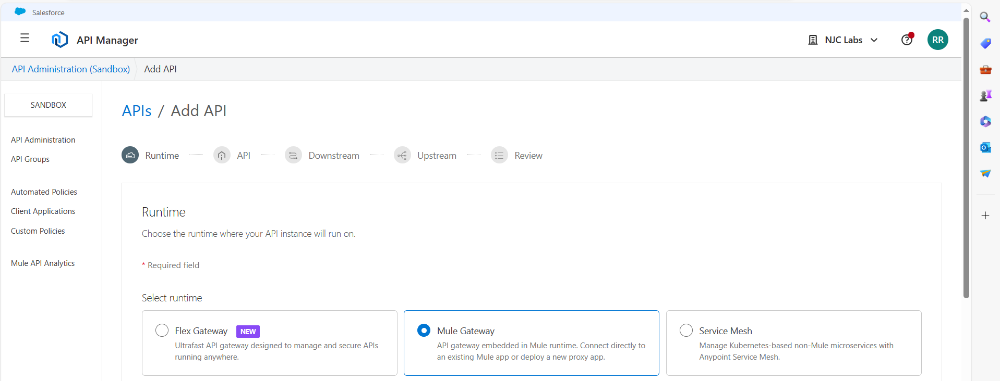 Salesforce
API Manager
NJC Labs
RR
API Administration (Sandbox)
Add API
SANDBOX
API Administration
API Groups
Automated Policies
Client Applications
Custom Policies
Mule API Analytics
APIs / Add API
Runtime
API
Downstream
Upstream
Review
Runtime
Choose the runtime where your API instance will run on.
* Required field
Select runtime
Flex Gateway NEW
Ultrafast API gateway designed to manage and secure APIs
running anywhere.
Mule Gateway
API gateway embedded in Mule runtime. Connect directly to
an existing Mule app or deploy a new proxy app.
Service Mesh
Manage Kubernetes-based non-Mule microservices with
Anypoint Service Mesh.